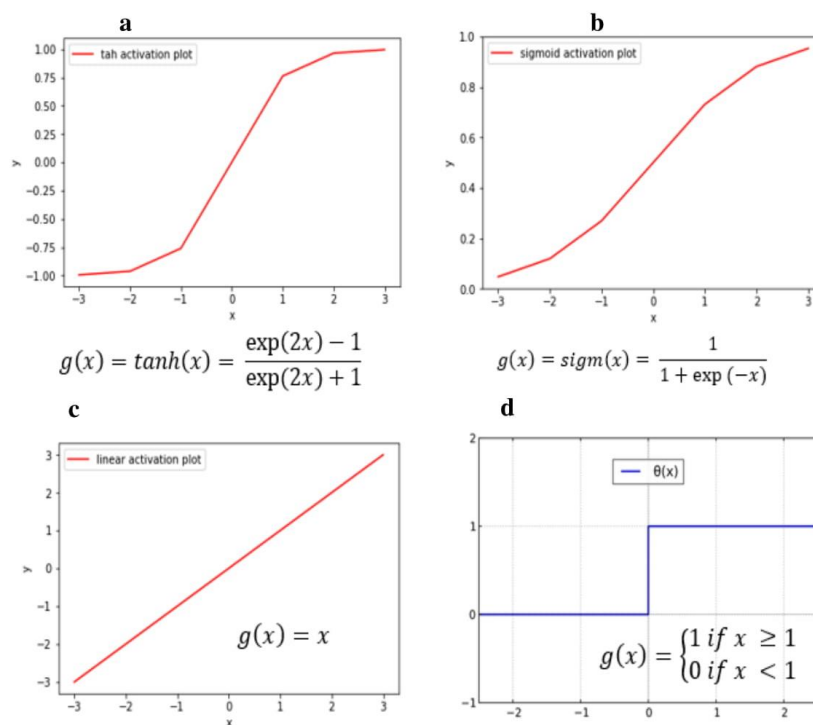 a
tah activation plot
1.00
0.75
0.50
0.25
0.00
−0.25
−0.50
−0.75
−1.00
y
−3 −2 −1 0 1 2 3
x
g(x) = tanh(x) = exp(2x) − 1 / exp(2x) + 1
b
sigmoid activation plot
1.0
0.8
0.6
0.4
0.2
0.0
y
−3 −2 −1 0 1 2 3
x
g(x) = sigm(x) = 1 / 1 + exp (−x)
c
linear activation plot
3
2
1
0
−1
−2
−3
y
g(x) = x
−3 −2 −1 0 1 2 3
x
d
θ(x)
2
1
0
−1
g(x) = {1 if x ≥ 1
0 if x < 1
−2 −1 0 1 2